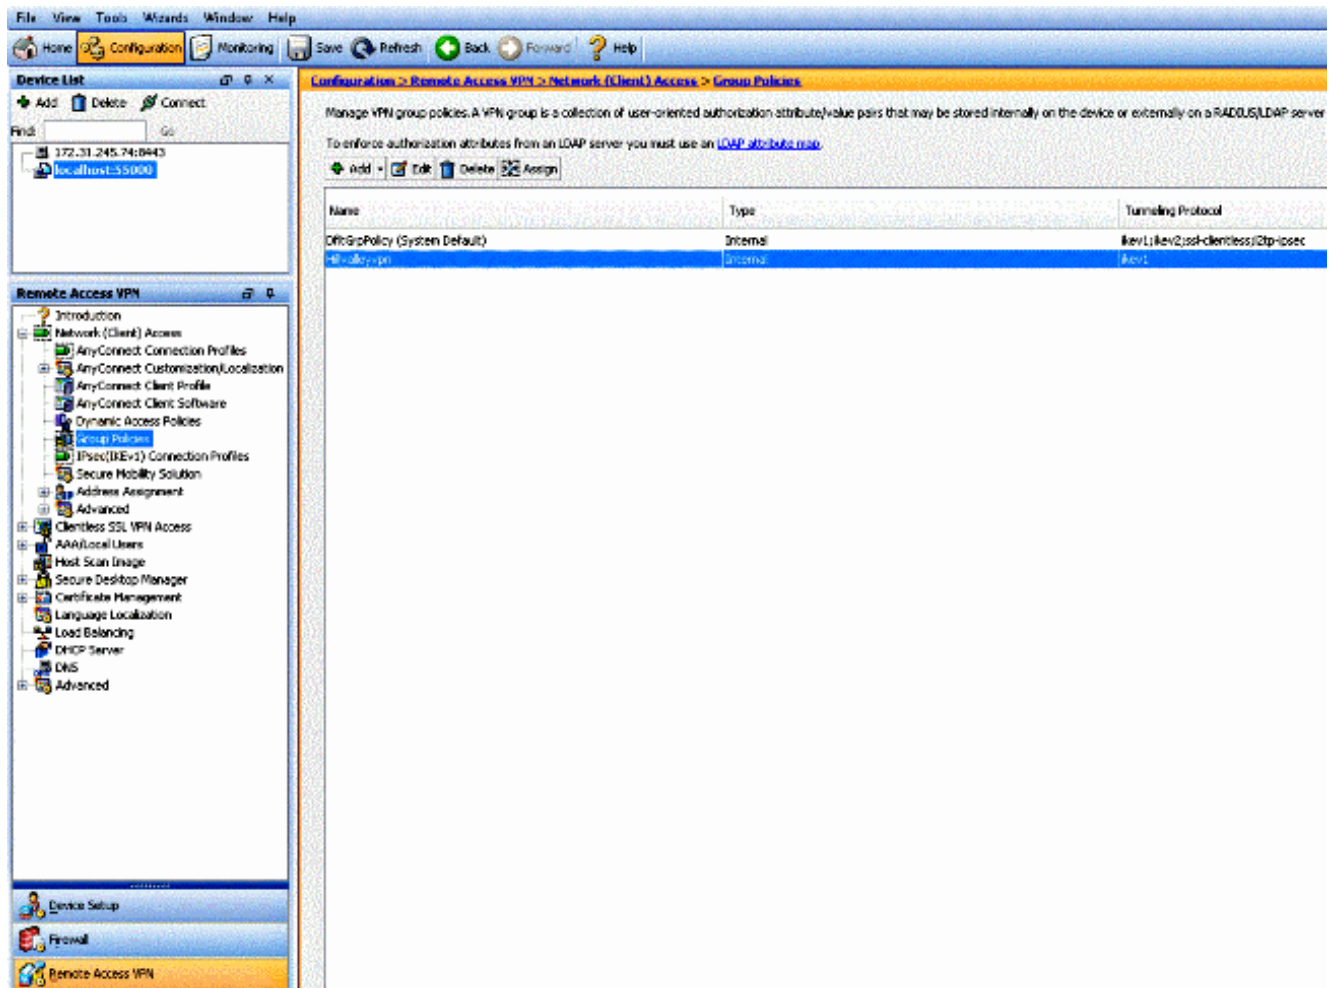 File View Tools Wizards Window Help
Home Configuration Monitoring Save Refresh Back Forward Help
Device List
Add Delete Connect
Find: Go
172.31.245.74:8443
localhost:55000
Remote Access VPN
Introduction
Network (Client) Access
AnyConnect Connection Profiles
AnyConnect Customization/Localization
AnyConnect Client Profile
AnyConnect Client Software
Dynamic Access Policies
Group Policies
IPsec(IKEv1) Connection Profiles
Secure Mobility Solution
Address Assignment
Advanced
Clientless SSL VPN Access
AAA/Local Users
Host Scan Image
Secure Desktop Manager
Certificate Management
Language Localization
Load Balancing
DHCP Server
DNS
Advanced
Device Setup
Firewall
Remote Access VPN
Configuration > Remote Access VPN > Network (Client) Access > Group Policies
Manage VPN group policies. A VPN group is a collection of user-oriented authorization attribute/value pairs that may be stored internally on the device or externally on a RADIUS/LDAP server
To enforce authorization attributes from an LDAP server you must use an LDAP attribute map.
Add Edit Delete Assign
Name Type Tunneling Protocol
DfltGrpPolicy (System Default) Internal ikev1;ikev2;ssl-clientless;l2tp-ipsec
Hillvalleyvpn Internal ikev1